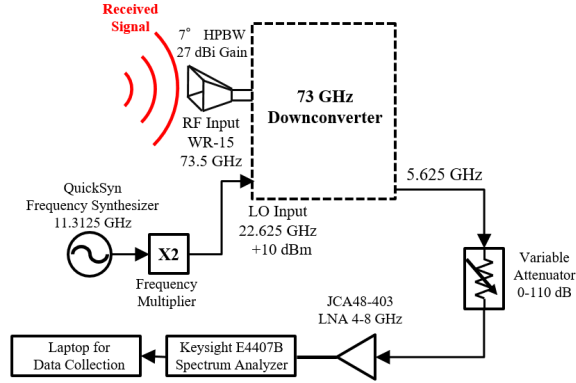 Received
Signal
7° HPBW
27 dBi Gain
73 GHz
Downconverter
RF Input
WR-15
73.5 GHz
5.625 GHz
QuickSyn
Frequency Synthesizer
11.3125 GHz
LO Input
22.625 GHz
+10 dBm
X2
Frequency
Multiplier
Variable
Attenuator
0-110 dB
JCA48-403
LNA 4-8 GHz
Laptop for
Data Collection
Keysight E4407B
Spectrum Analyzer